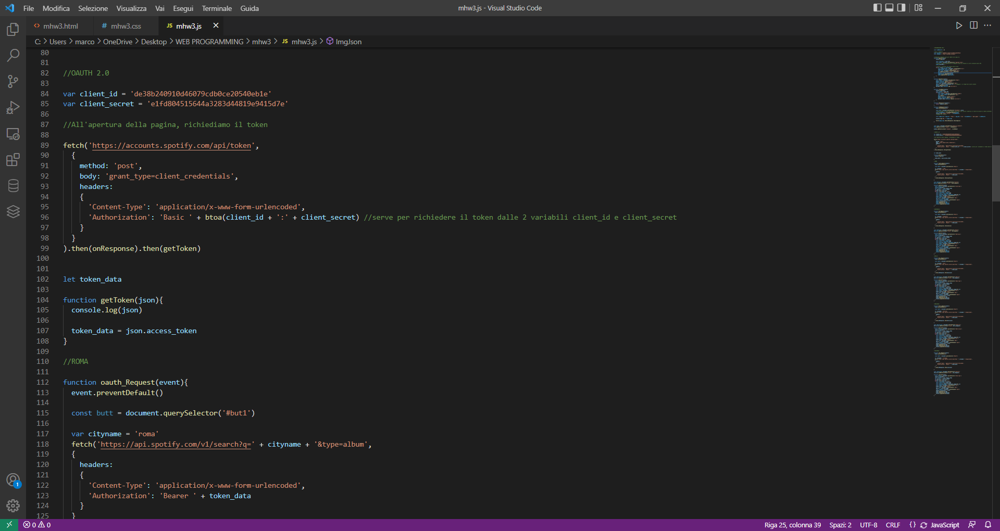 File Modifica Selezione Visualizza Vai Esegui Terminale Guida
mhw3.js - Visual Studio Code
mhw3.html
# mhw3.css
JS mhw3.js
C: > Users > marco > OneDrive > Desktop > WEB PROGRAMMING > mhw3 > JS mhw3.js > ImgJson
80
81
82 //OAUTH 2.0
83
84 var client_id = 'de38b240910d46079cdb0ce20540eb1e'
85 var client_secret = 'e1fd804515644a3283d44819e9415d7e'
86
87 //All'apertura della pagina, richiediamo il token
88
89 fetch('https://accounts.spotify.com/api/token',
90 {
91 method: 'post',
92 body: 'grant_type=client_credentials',
93 headers:
94 {
95 'Content-Type': 'application/x-www-form-urlencoded',
96 'Authorization': 'Basic ' + btoa(client_id + ':' + client_secret) //serve per richiedere il token dalle 2 variabili client_id e client_secret
97 }
98 }
99 ).then(onResponse).then(getToken)
100
101
102 let token_data
103
104 function getToken(json){
105 console.log(json)
106
107 token_data = json.access_token
108 }
109
110 //ROMA
111
112 function oauth_Request(event){
113 event.preventDefault()
114
115 const butt = document.querySelector('#but1')
116
117 var cityname = 'roma'
118 fetch('https://api.spotify.com/v1/search?q=' + cityname + '&type=album',
119 {
120 headers:
121 {
122 'Content-Type': 'application/x-www-form-urlencoded',
123 'Authorization': 'Bearer ' + token_data
124 }
125 }
1
0 0
Riga 25, colonna 39 Spazi: 2 UTF-8 CRLF {} JavaScript